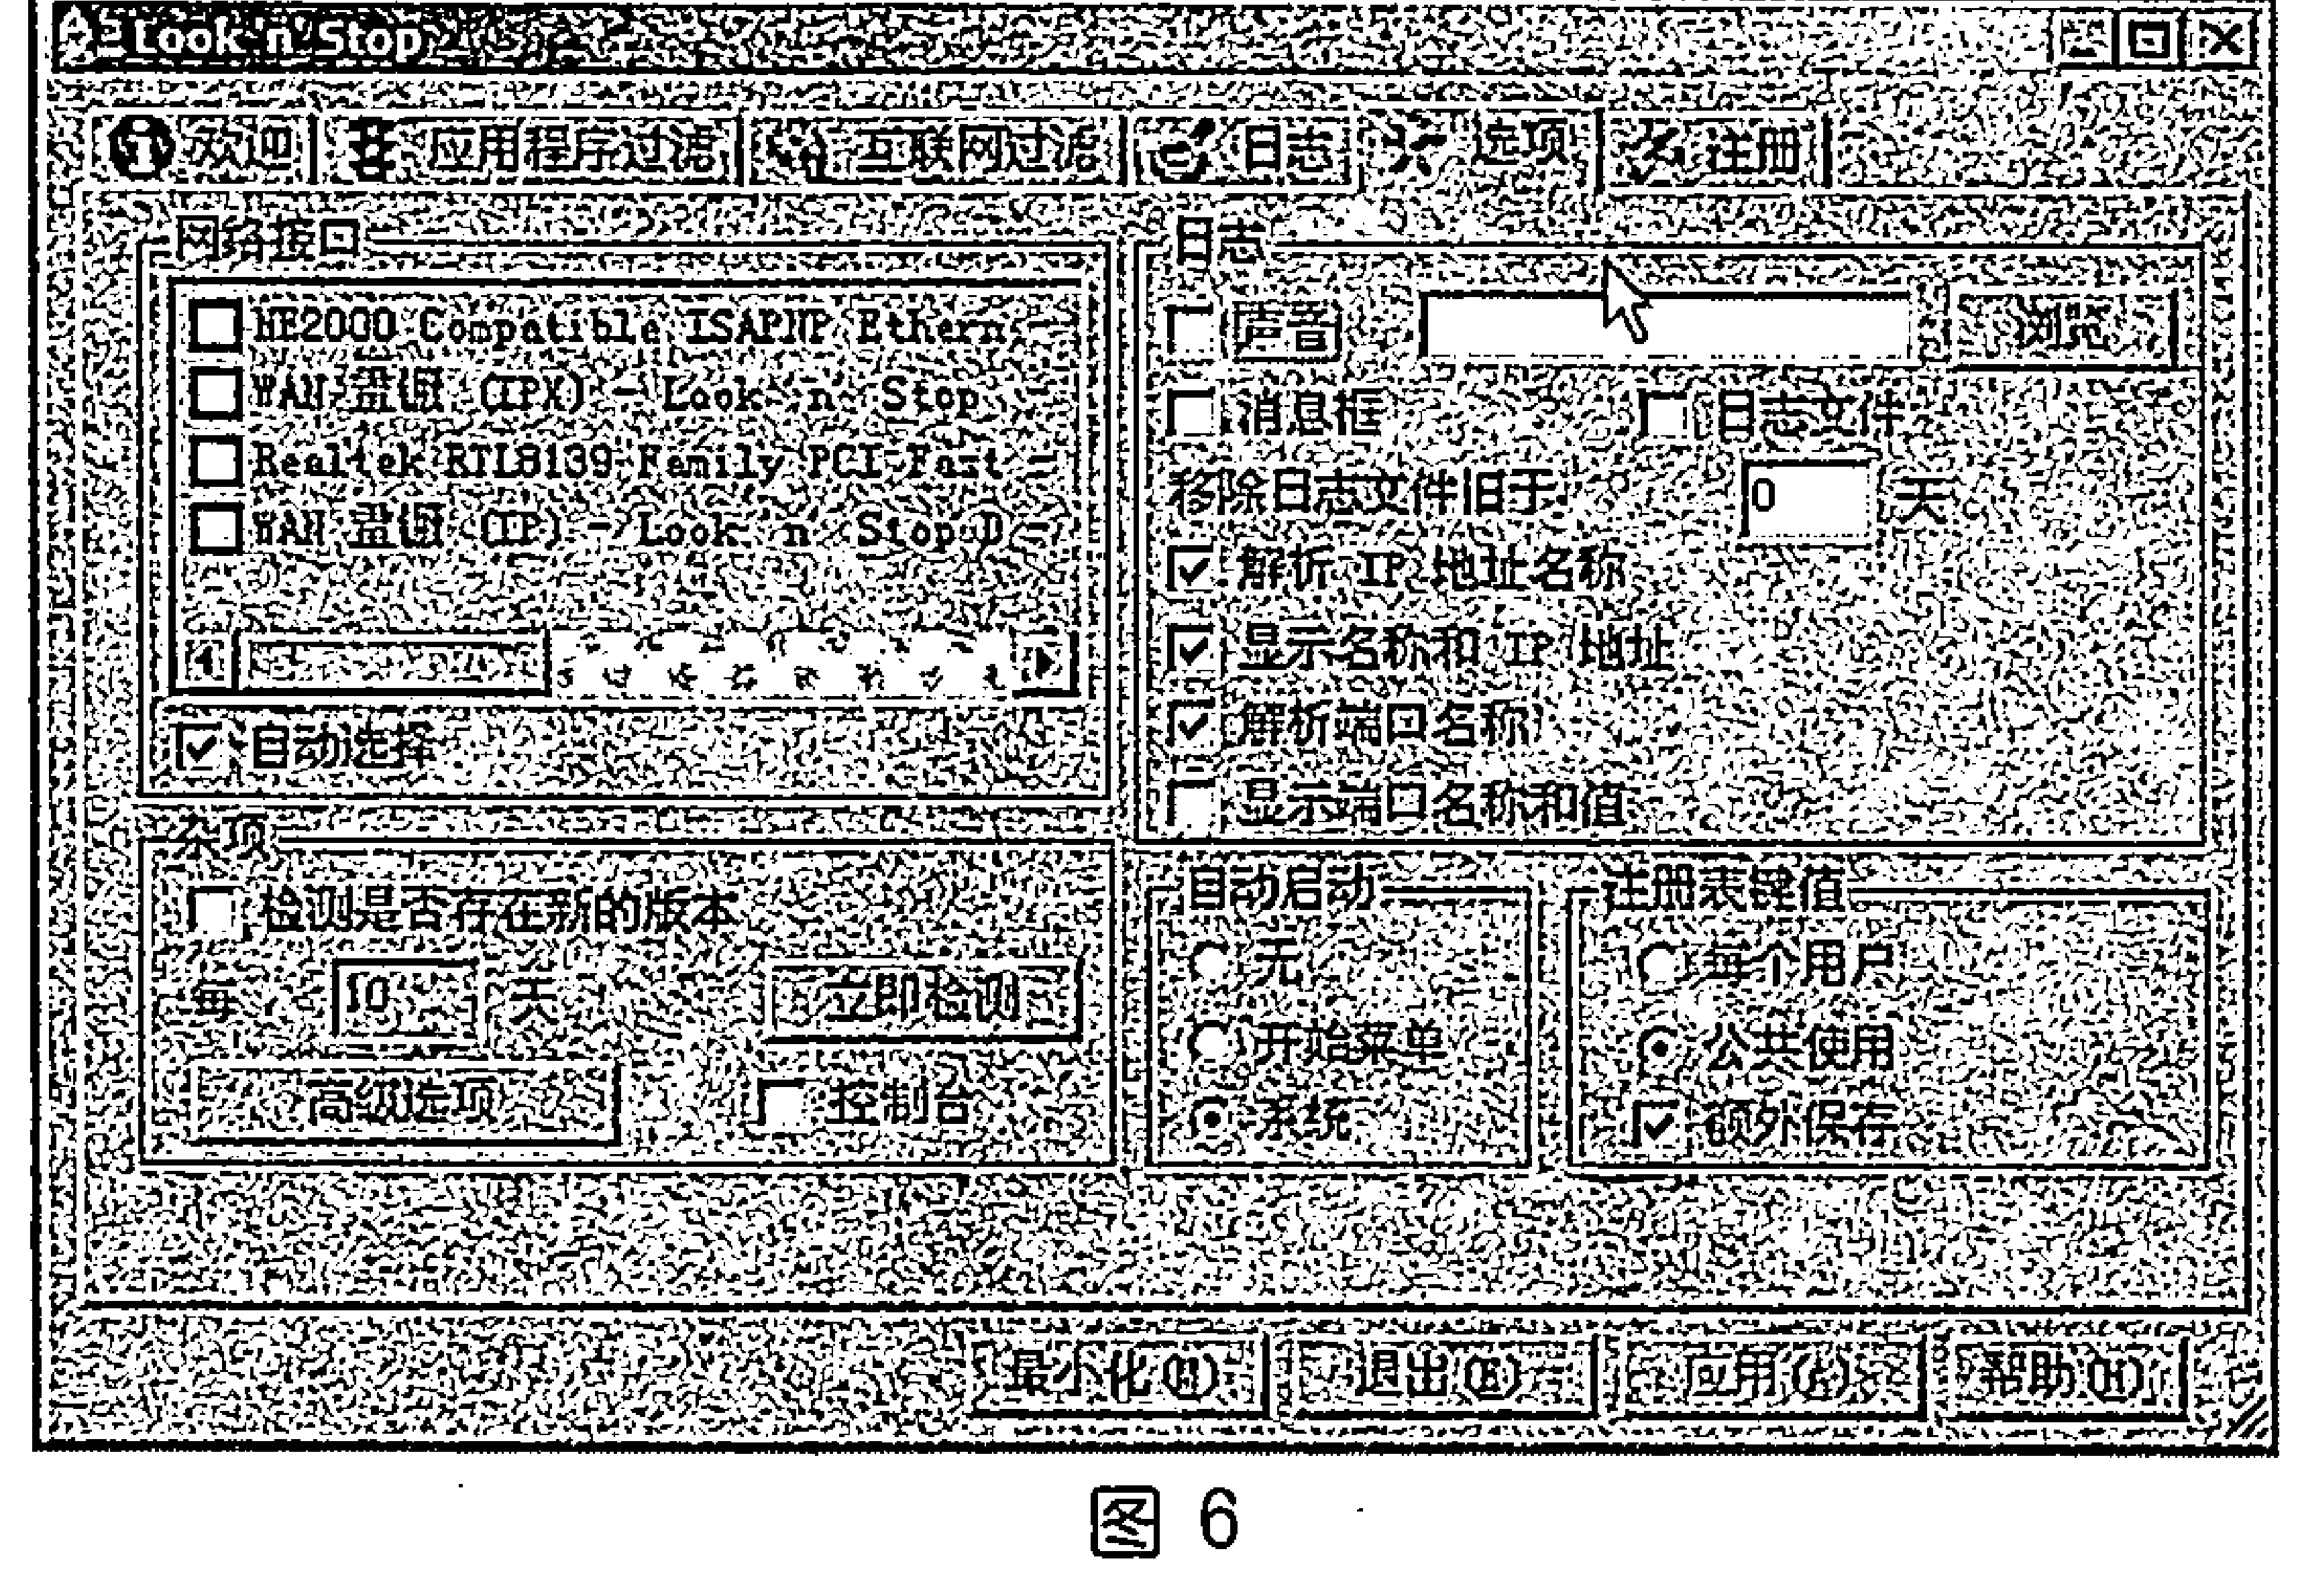 Look 'n' Stop
欢迎 应用程序过滤 互联网过滤 日志 选项 注册
网络接口
NE2000 Compatible ISAPNP Ethern
WAN (IPX) - Look 'n' Stop
Realtek RTL8139 Family PCI Fast -
WAN (IP) - Look 'n' Stop D
自动选择
日志
声音 浏览
消息框 日志文件
移除日志文件旧于 0 天
解析 IP 地址名称
显示名称和 IP 地址
解析端口名称
显示端口名称和值
杂项
检测是否存在新的版本
每 10 天 立即检测
高级选项 控制台
自动启动
无
开始菜单
系统
注册表键值
每个用户
公共使用
额外保存
最小化(M) 退出(E) 应用(A) 帮助(H)
图 6